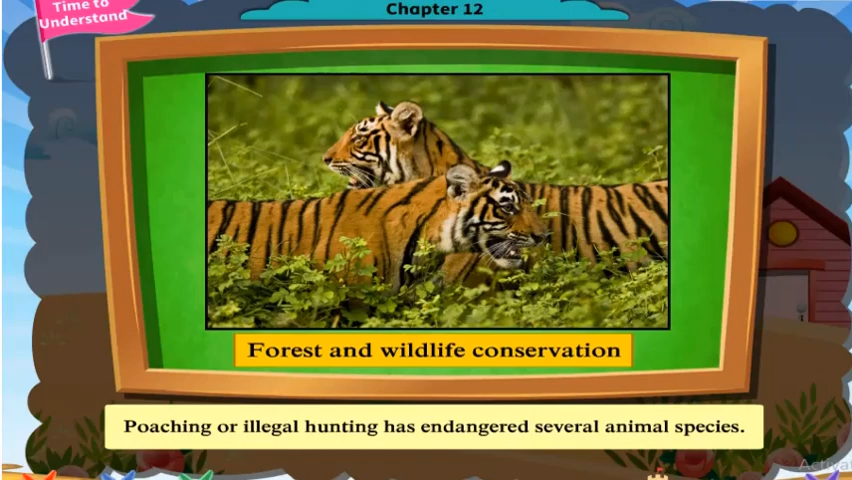 Time to
Understand
Chapter 12
Forest and wildlife conservation
Poaching or illegal hunting has endangered several animal species.